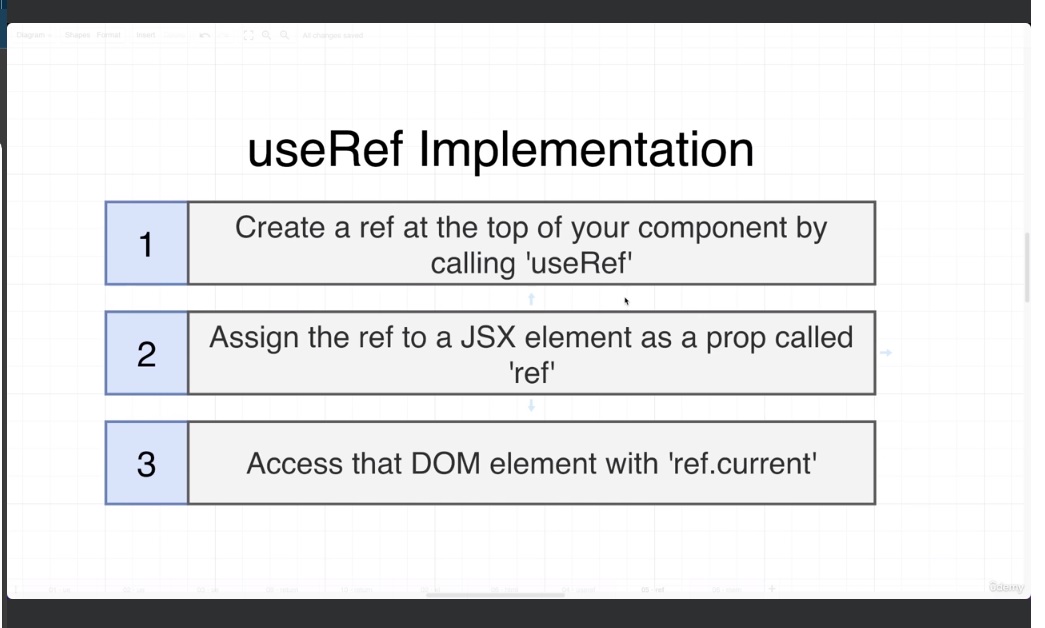 Diagram
Shapes
Format
Insert
All changes saved
useRef Implementation
1
Create a ref at the top of your component by
calling 'useRef'
2
Assign the ref to a JSX element as a prop called
'ref'
3
Access that DOM element with 'ref.current'
ûdemy